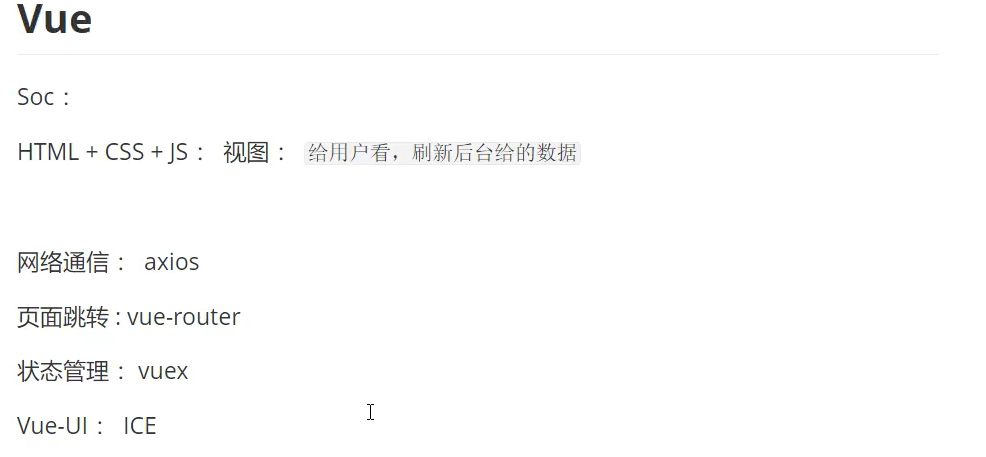 Vue
Soc：
HTML + CSS + JS： 视图： 给用户看，刷新后台给的数据
网络通信： axios
页面跳转 : vue-router
状态管理： vuex
Vue-UI： ICE